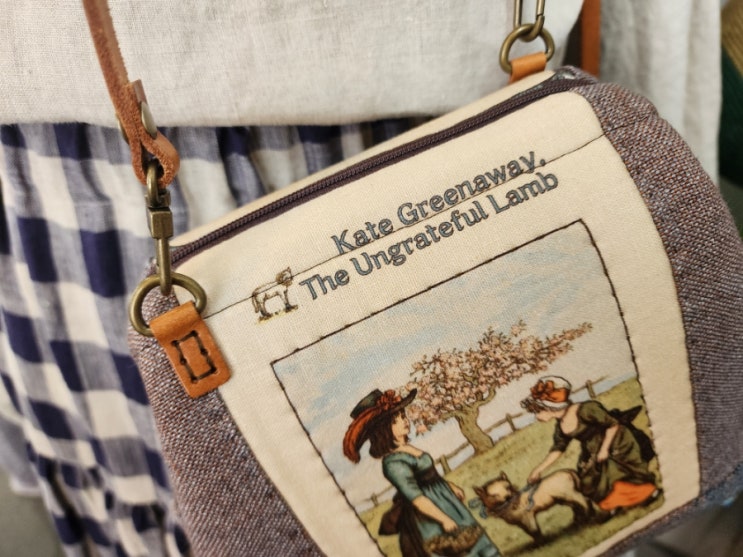 Kate Greenaway,
The Ungrateful Lamb